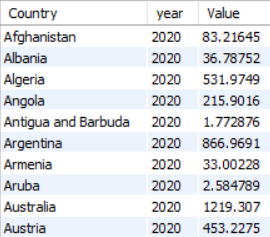 Country year Value
Afghanistan 2020 83.21645
Albania 2020 36.78752
Algeria 2020 531.9749
Angola 2020 215.9016
Antigua and Barbuda 2020 1.772876
Argentina 2020 866.9691
Armenia 2020 33.00228
Aruba 2020 2.584789
Australia 2020 1219.307
Austria 2020 453.2275